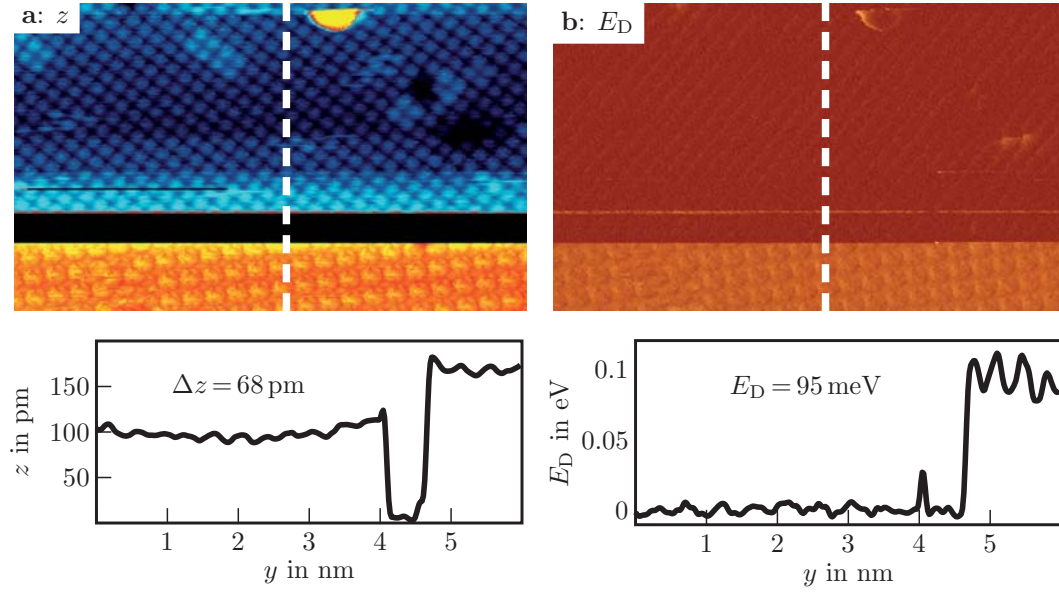 a: z
b: E_D
150
100
50
z in pm
Δz = 68 pm
1 2 3 4 5
y in nm
0.1
0.05
0
E_D in eV
E_D = 95 meV
1 2 3 4 5
y in nm